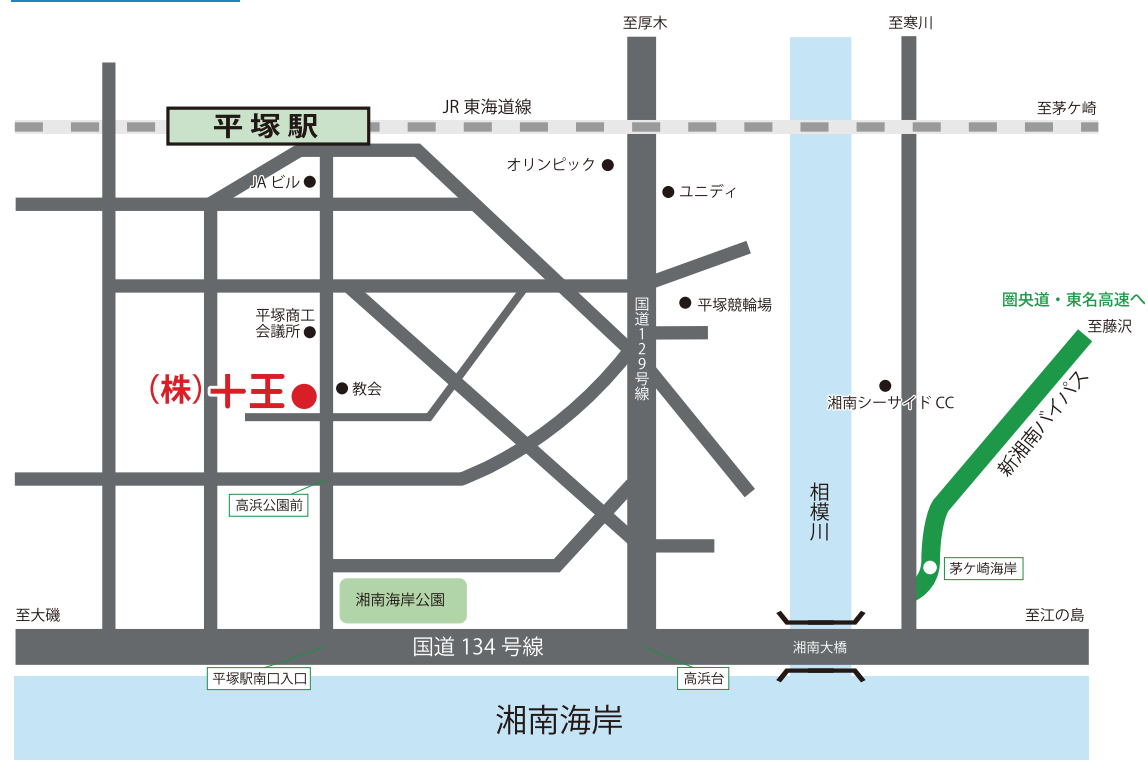 至厚木
至寒川
JR 東海道線
至茅ケ崎
平塚駅
オリンピック
JA ビル
ユニディ
国道129号線
平塚競輪場
圏央道・東名高速へ
至藤沢
平塚商工
会議所
(株)十王
教会
湘南シーサイド CC
新湘南バイパス
相模川
高浜公園前
茅ケ崎海岸
湘南海岸公園
至大磯
至江の島
国道 134 号線
湘南大橋
平塚駅南口入口
高浜台
湘南海岸